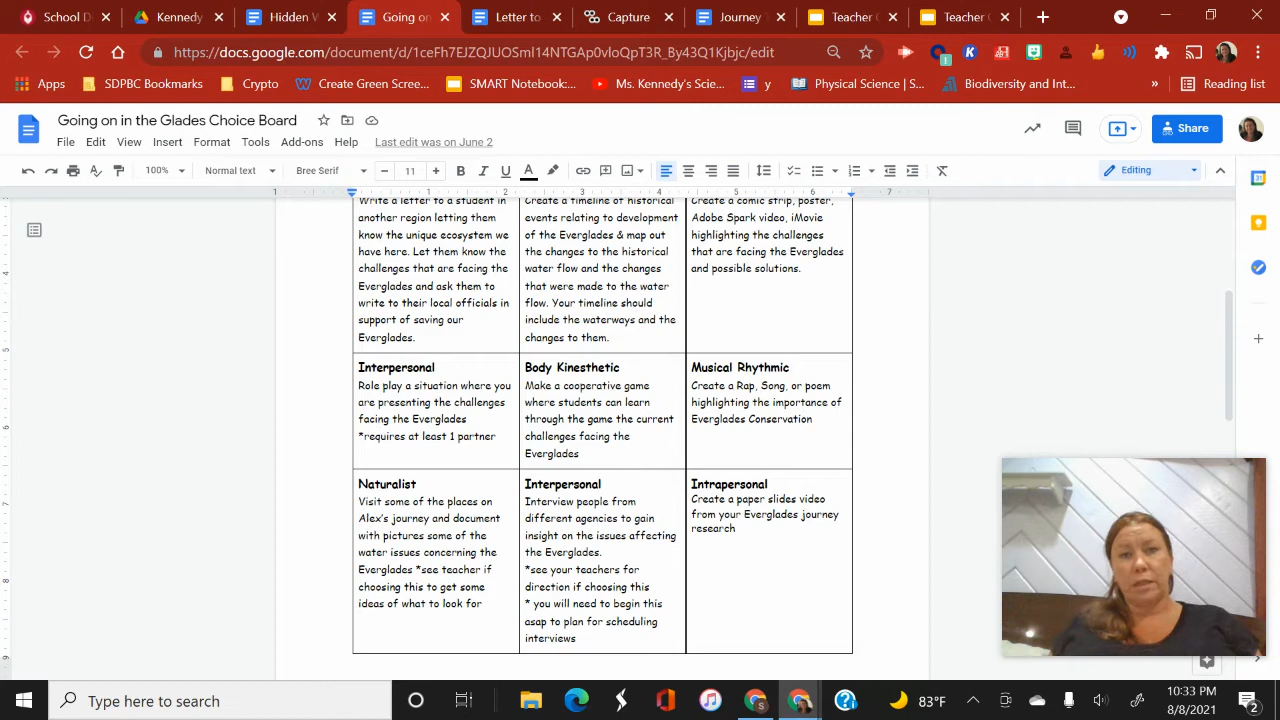 School D
Kennedy
Hidden W
Going on
Letter to
Capture
Journey
Teacher C
Teacher C
https://docs.google.com/document/d/1ceFh7EJZQJUOSmI14NTGAp0vloQpT3R_By43Q1Kjbjc/edit
Apps
SDPBC Bookmarks
Crypto
Create Green Scree...
SMART Notebook:...
Ms. Kennedy's Scie...
y
Physical Science | S...
Biodiversity and Int...
»
Reading list
Going on in the Glades Choice Board
File Edit View Insert Format Tools Add-ons Help Last edit was on June 2
Share
100% Normal text Bree Serif 11 Editing
1 1 2 3 4 5 6 7
Write a letter to a student in
another region letting them
know the unique ecosystem we
have here. Let them know the
challenges that are facing the
Everglades and ask them to
write to their local officials in
support of saving our
Everglades.
Create a timeline of historical
events relating to development
of the Everglades & map out
the changes to the historical
water flow and the changes
that were made to the water
flow. Your timeline should
include the waterways and the
changes to them.
Create a comic strip, poster,
Adobe Spark video, iMovie
highlighting the challenges
that are facing the Everglades
and possible solutions.
Interpersonal
Role play a situation where you
are presenting the challenges
facing the Everglades
*requires at least 1 partner
Body Kinesthetic
Make a cooperative game
where students can learn
through the game the current
challenges facing the
Everglades
Musical Rhythmic
Create a Rap, Song, or poem
highlighting the importance of
Everglades Conservation
Naturalist
Visit some of the places on
Alex's journey and document
with pictures some of the
water issues concerning the
Everglades *see teacher if
choosing this to get some
ideas of what to look for
Interpersonal
Interview people from
different agencies to gain
insight on the issues affecting
the Everglades.
*see your teachers for
direction if choosing this
* you will need to begin this
asap to plan for scheduling
interviews
Intrapersonal
Create a paper slides video
from your Everglades journey
research
4
5
6
7
8
9
Type here to search
83°F
10:33 PM
8/8/2021
2